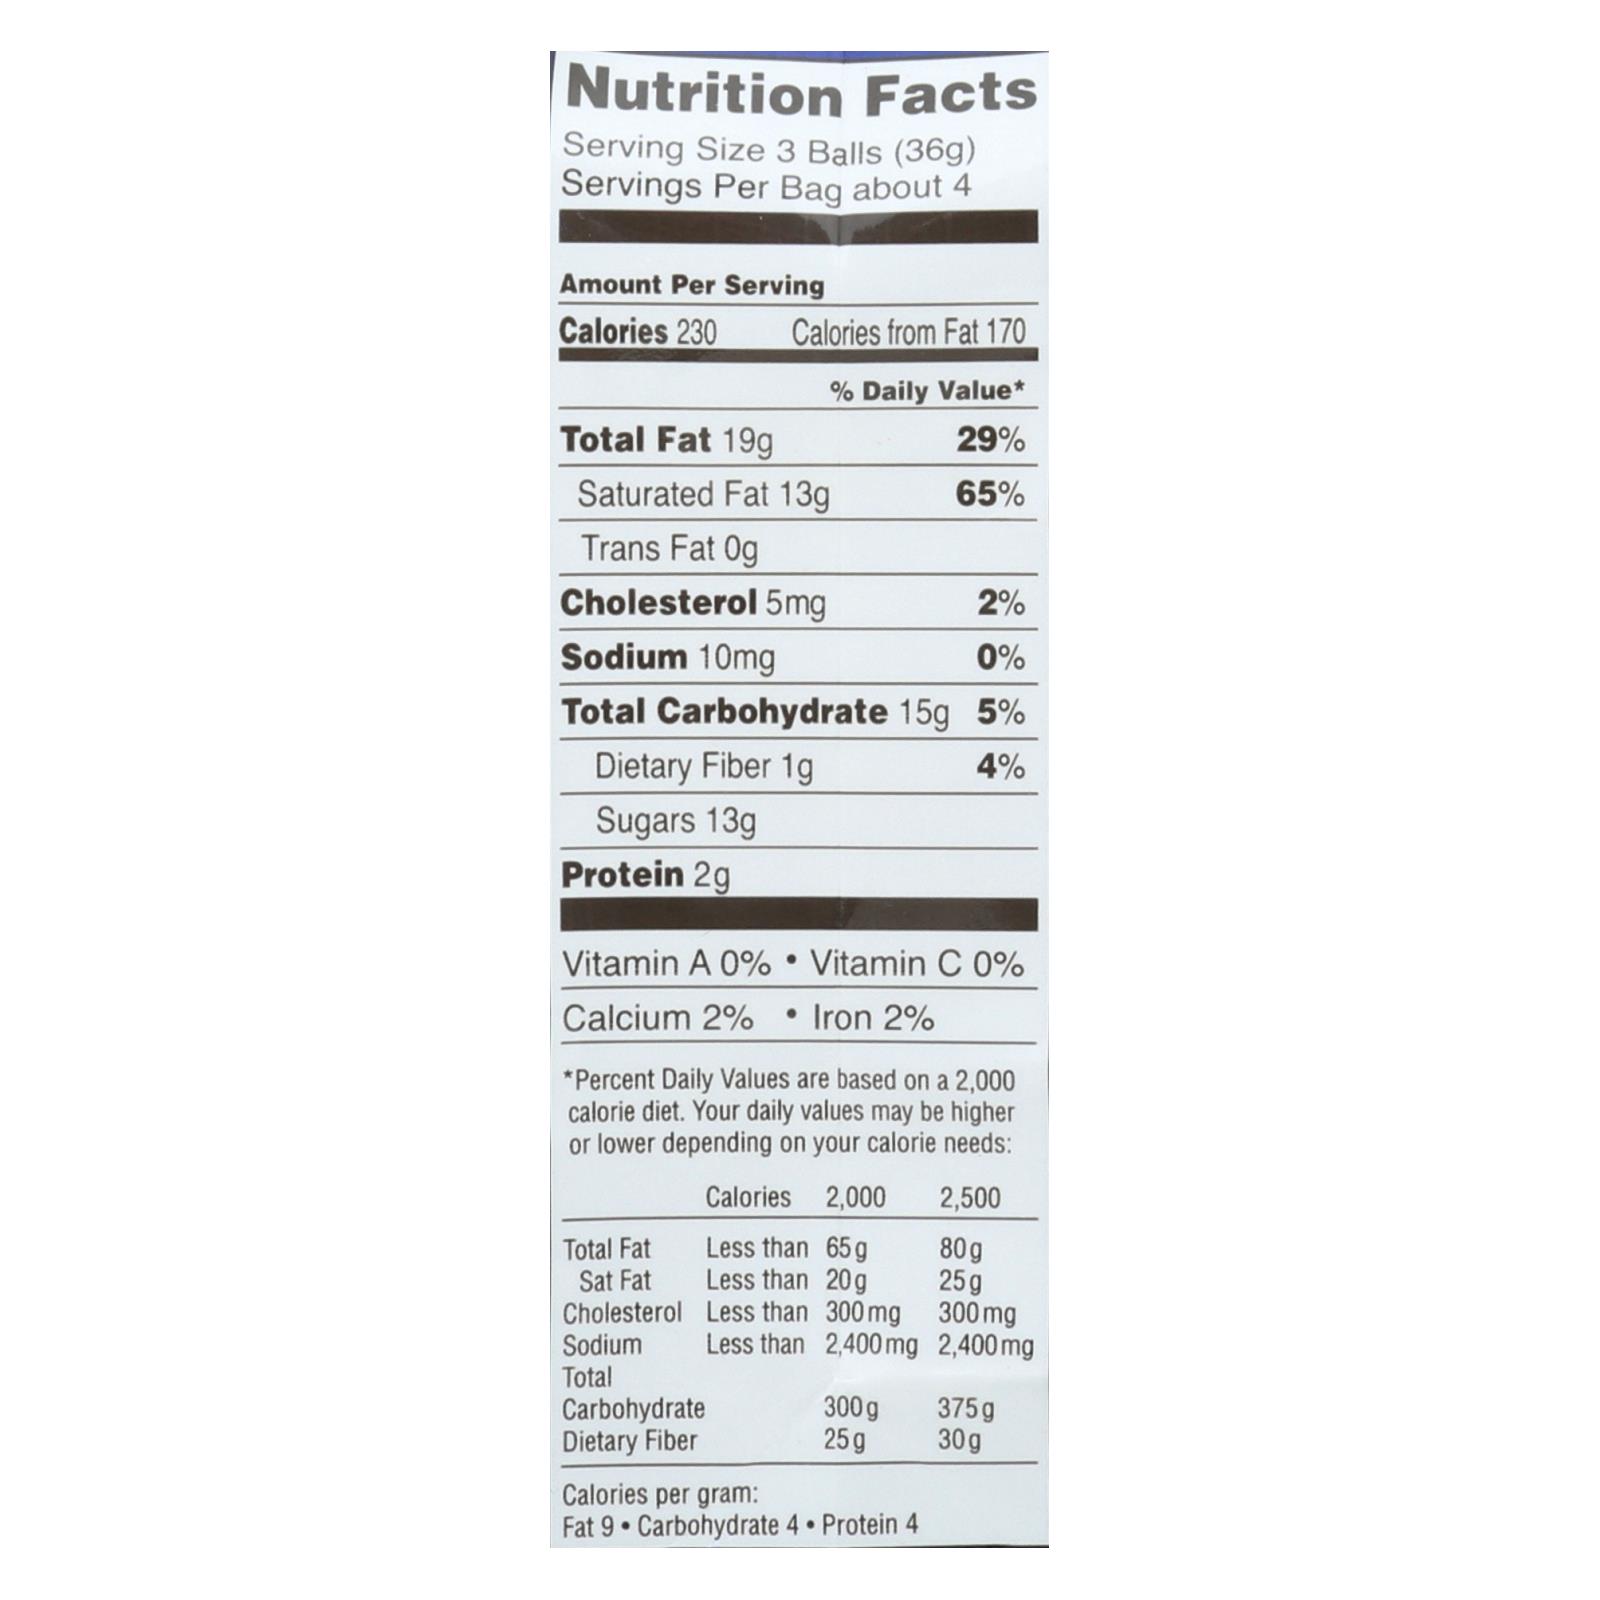 Nutrition Facts
Serving Size 3 Balls (36g)
Servings Per Bag about 4
Amount Per Serving
Calories 230 Calories from Fat 170
% Daily Value*
Total Fat 19g 29%
Saturated Fat 13g 65%
Trans Fat 0g
Cholesterol 5mg 2%
Sodium 10mg 0%
Total Carbohydrate 15g 5%
Dietary Fiber 1g 4%
Sugars 13g
Protein 2g
Vitamin A 0% • Vitamin C 0%
Calcium 2% • Iron 2%
*Percent Daily Values are based on a 2,000
calorie diet. Your daily values may be higher
or lower depending on your calorie needs:
Calories 2,000 2,500
Total Fat Less than 65g 80g
Sat Fat Less than 20g 25g
Cholesterol Less than 300mg 300mg
Sodium Less than 2,400mg 2,400mg
Total
Carbohydrate 300g 375g
Dietary Fiber 25g 30g
Calories per gram:
Fat 9 • Carbohydrate 4 • Protein 4